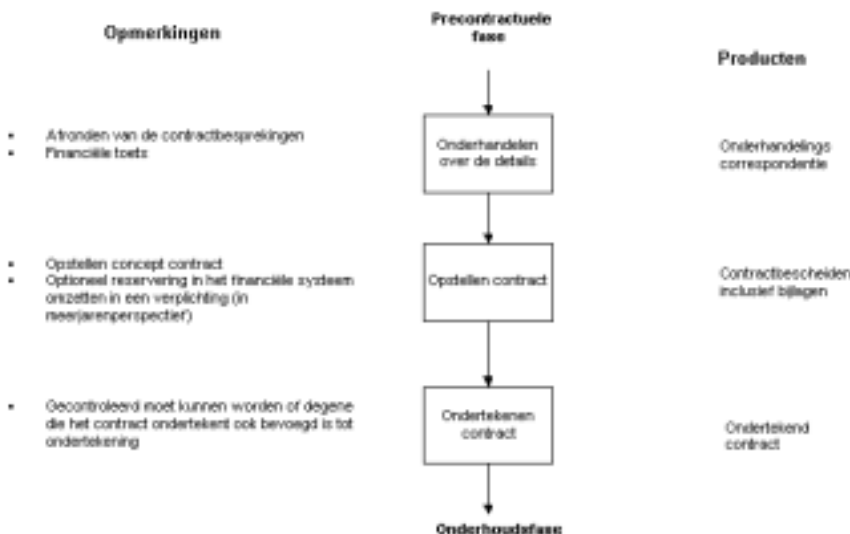 Opmerkingen
Precontractuele
fase
Producten
• Afronden van de contractbesprekingen
• Financiële toets
Onderhandelen
over de details
Onderhandelings
correspondentie
• Opstellen concept contract
• Optioneel reservering in het financiële systeem
omzetten in een verplichting (in
meerjarenperspectief)
Opstellen contract
Contractbescheiden
inclusief bijlagen
• Gecontroleerd moet kunnen worden of degene
die het contract ondertekent ook bevoegd is tot
ondertekening
Ondertekenen
contract
Ondertekend
contract
Onderhoudsfase